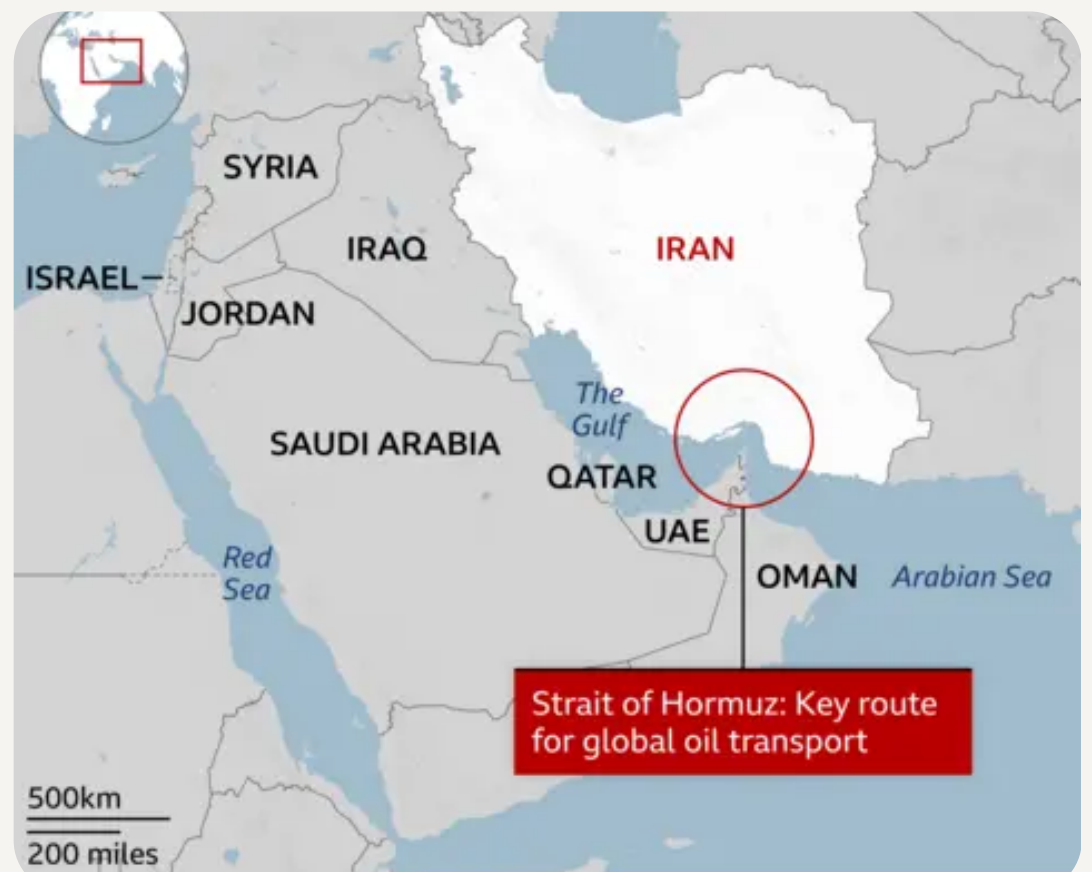 SYRIA
IRAQ
IRAN
ISRAEL
JORDAN
The
Gulf
SAUDI ARABIA
QATAR
UAE
Red
Sea
OMAN
Arabian Sea
Strait of Hormuz: Key route
for global oil transport
500km
200 miles